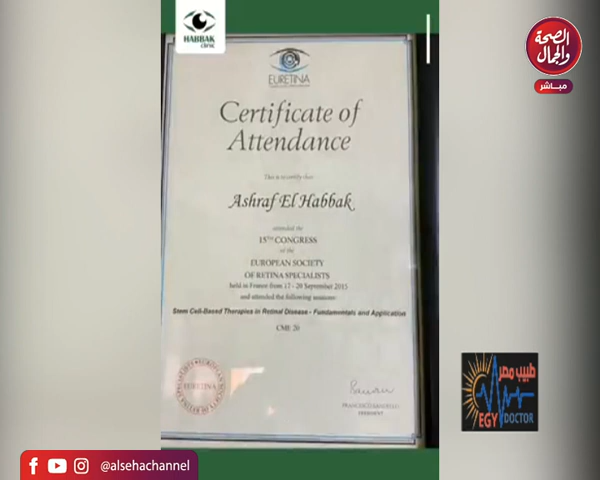 HABBAK
clinic
الصحة
والجمال
مباشر
EURETINA
Certificate of
Attendance
This is to certify that
Ashraf El Habbak
attended the
15TH CONGRESS
of the
EUROPEAN SOCIETY
OF RETINA SPECIALISTS
held in France from 17 - 20 September 2015
and attended the following sessions:
Stem Cell-Based Therapies in Retinal Disease - Fundamentals and Application
CME 20
EURETINA
PRESIDENT
طبيب مصر
EGY DOCTOR
@alsehachannel